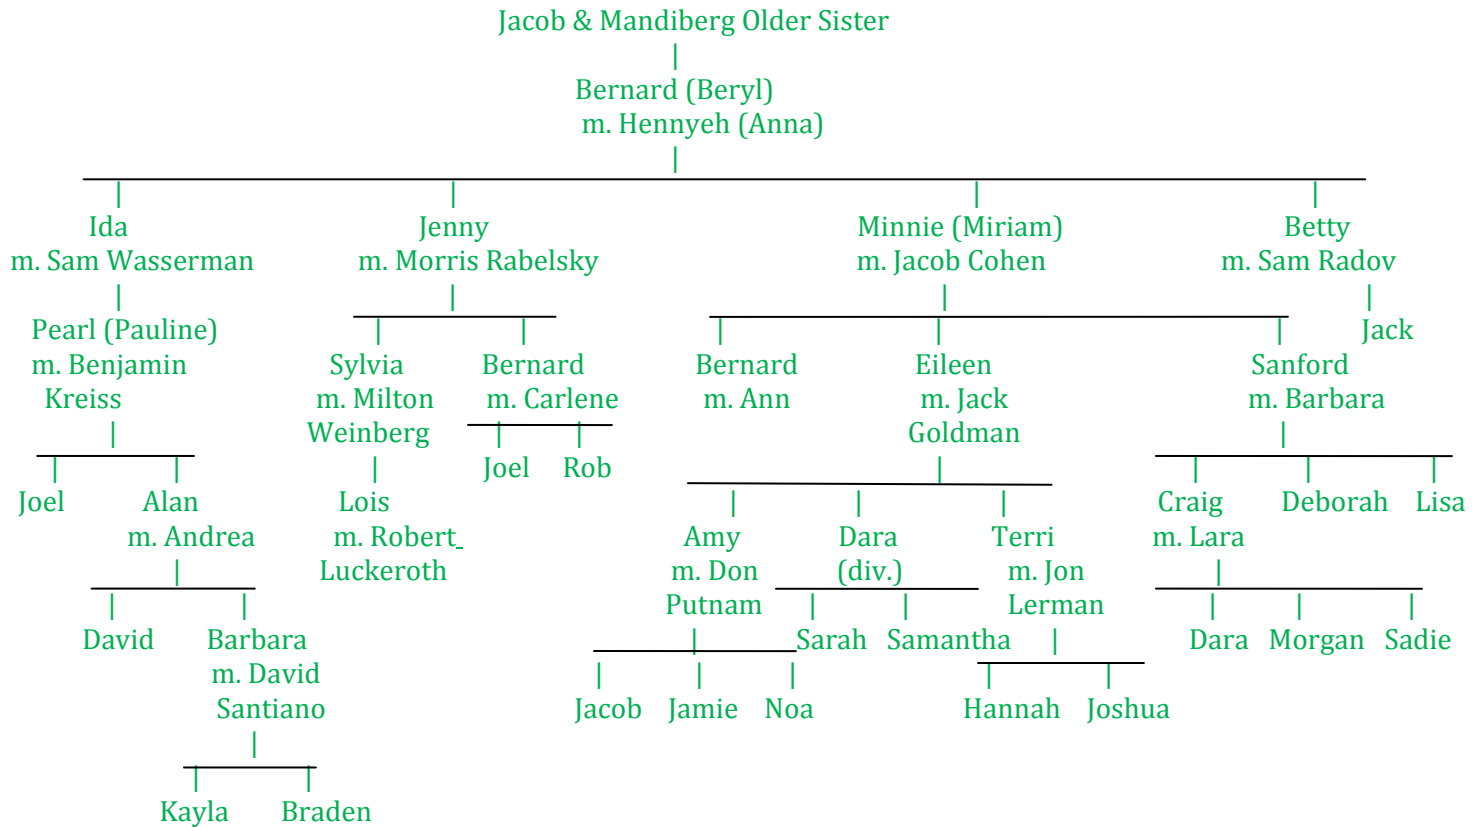 Jacob & Mandiberg Older Sister
Bernard (Beryl)
m. Hennyeh (Anna)
Ida
m. Sam Wasserman
Jenny
m. Morris Rabelsky
Minnie (Miriam)
m. Jacob Cohen
Betty
m. Sam Radov
Pearl (Pauline)
m. Benjamin
Kreiss
Sylvia
m. Milton
Weinberg
Bernard
m. Carlene
Bernard
m. Ann
Eileen
m. Jack
Goldman
Sanford
m. Barbara
Jack
Joel
Alan
m. Andrea
Lois
m. Robert_
Luckeroth
Joel
Rob
Amy
m. Don
Putnam
Dara
(div.)
Terri
m. Jon
Lerman
Craig
m. Lara
Deborah
Lisa
David
Barbara
m. David
Santiano
Sarah
Samantha
Dara
Morgan
Sadie
Jacob
Jamie
Noa
Hannah
Joshua
Kayla
Braden